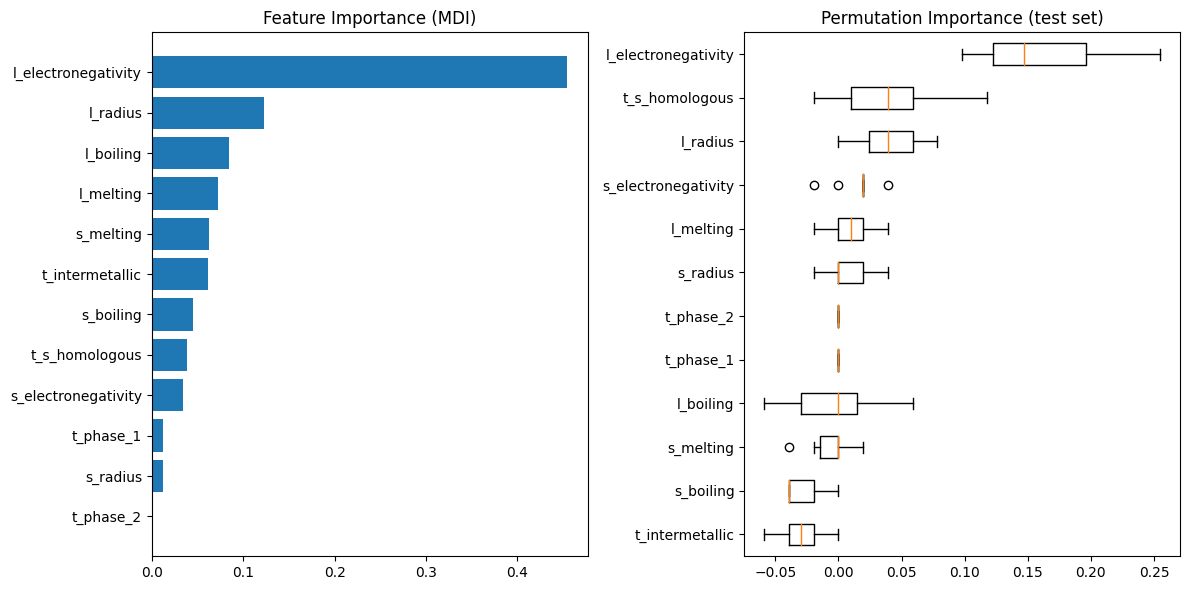 Feature Importance (MDI)
l_electronegativity
l_radius
l_boiling
l_melting
s_melting
t_intermetallic
s_boiling
t_s_homologous
s_electronegativity
t_phase_1
s_radius
t_phase_2
0.0 0.1 0.2 0.3 0.4
Permutation Importance (test set)
l_electronegativity
t_s_homologous
l_radius
s_electronegativity
l_melting
s_radius
t_phase_2
t_phase_1
l_boiling
s_melting
s_boiling
t_intermetallic
−0.05 0.00 0.05 0.10 0.15 0.20 0.25